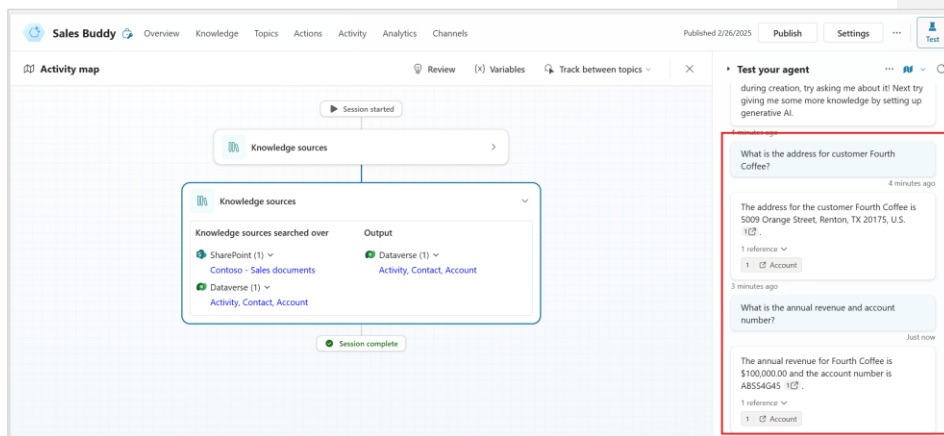 Sales Buddy
Overview
Knowledge
Topics
Actions
Activity
Analytics
Channels
Published 2/26/2025
Publish
Settings
Test
Activity map
Review
(x) Variables
Track between topics
Session started
Knowledge sources
Knowledge sources
Knowledge sources searched over
Output
SharePoint (1)
Contoso - Sales documents
Dataverse (1)
Activity, Contact, Account
Dataverse (1)
Activity, Contact, Account
Session complete
Test your agent
during creation, try asking me about it! Next try
giving me some more knowledge by setting up
generative AI.
4 minutes ago
What is the address for customer Fourth
Coffee?
4 minutes ago
The address for the customer Fourth Coffee is
5009 Orange Street, Renton, TX 20175, U.S.
1 .
1 reference
1 Account
3 minutes ago
What is the annual revenue and account
number?
Just now
The annual revenue for Fourth Coffee is
$100,000.00 and the account number is
ABSS4G45 1 .
1 reference
1 Account